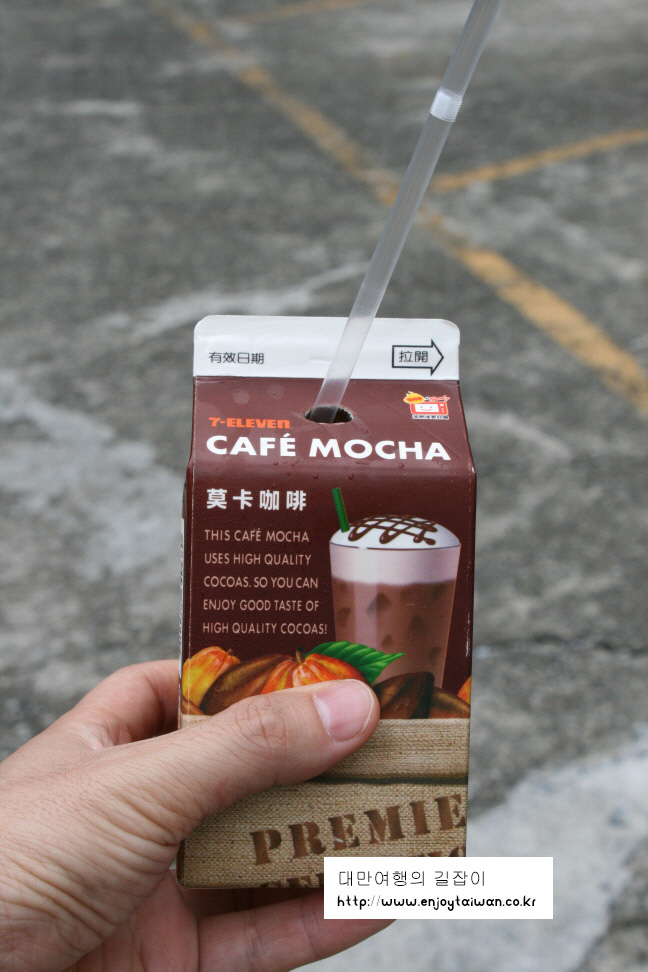 有效日期
拉開
7-ELEVEn
CAFÉ MOCHA
莫卡咖啡
THIS CAFÉ MOCHA
USES HIGH QUALITY
COCOAS. SO YOU CAN
ENJOY GOOD TASTE OF
HIGH QUALITY COCOAS!
PREMIE
대만여행의 길잡이
http://www.enjoytaiwan.co.kr